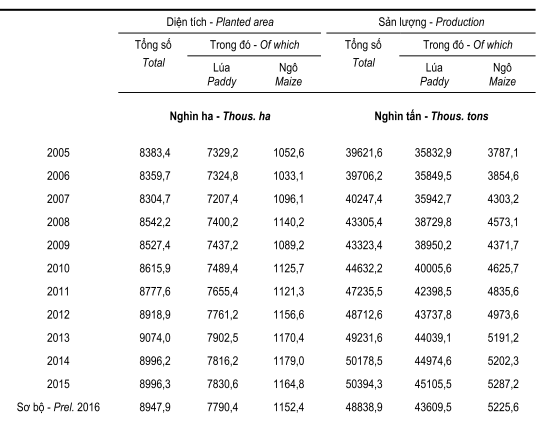 Diện tích - Planted area Sản lượng - Production
Tổng số Trong đó - Of which Tổng số Trong đó - Of which
Total Lúa Ngô Total Lúa Ngô
Paddy Maize Paddy Maize
Nghìn ha - Thous. ha Nghìn tấn - Thous. tons
2005 8383,4 7329,2 1052,6 39621,6 35832,9 3787,1
2006 8359,7 7324,8 1033,1 39706,2 35849,5 3854,6
2007 8304,7 7207,4 1096,1 40247,4 35942,7 4303,2
2008 8542,2 7400,2 1140,2 43305,4 38729,8 4573,1
2009 8527,4 7437,2 1089,2 43323,4 38950,2 4371,7
2010 8615,9 7489,4 1125,7 44632,2 40005,6 4625,7
2011 8777,6 7655,4 1121,3 47235,5 42398,5 4835,6
2012 8918,9 7761,2 1156,6 48712,6 43737,8 4973,6
2013 9074,0 7902,5 1170,4 49231,6 44039,1 5191,2
2014 8996,2 7816,2 1179,0 50178,5 44974,6 5202,3
2015 8996,3 7830,6 1164,8 50394,3 45105,5 5287,2
Sơ bộ - Prel. 2016 8947,9 7790,4 1152,4 48838,9 43609,5 5225,6